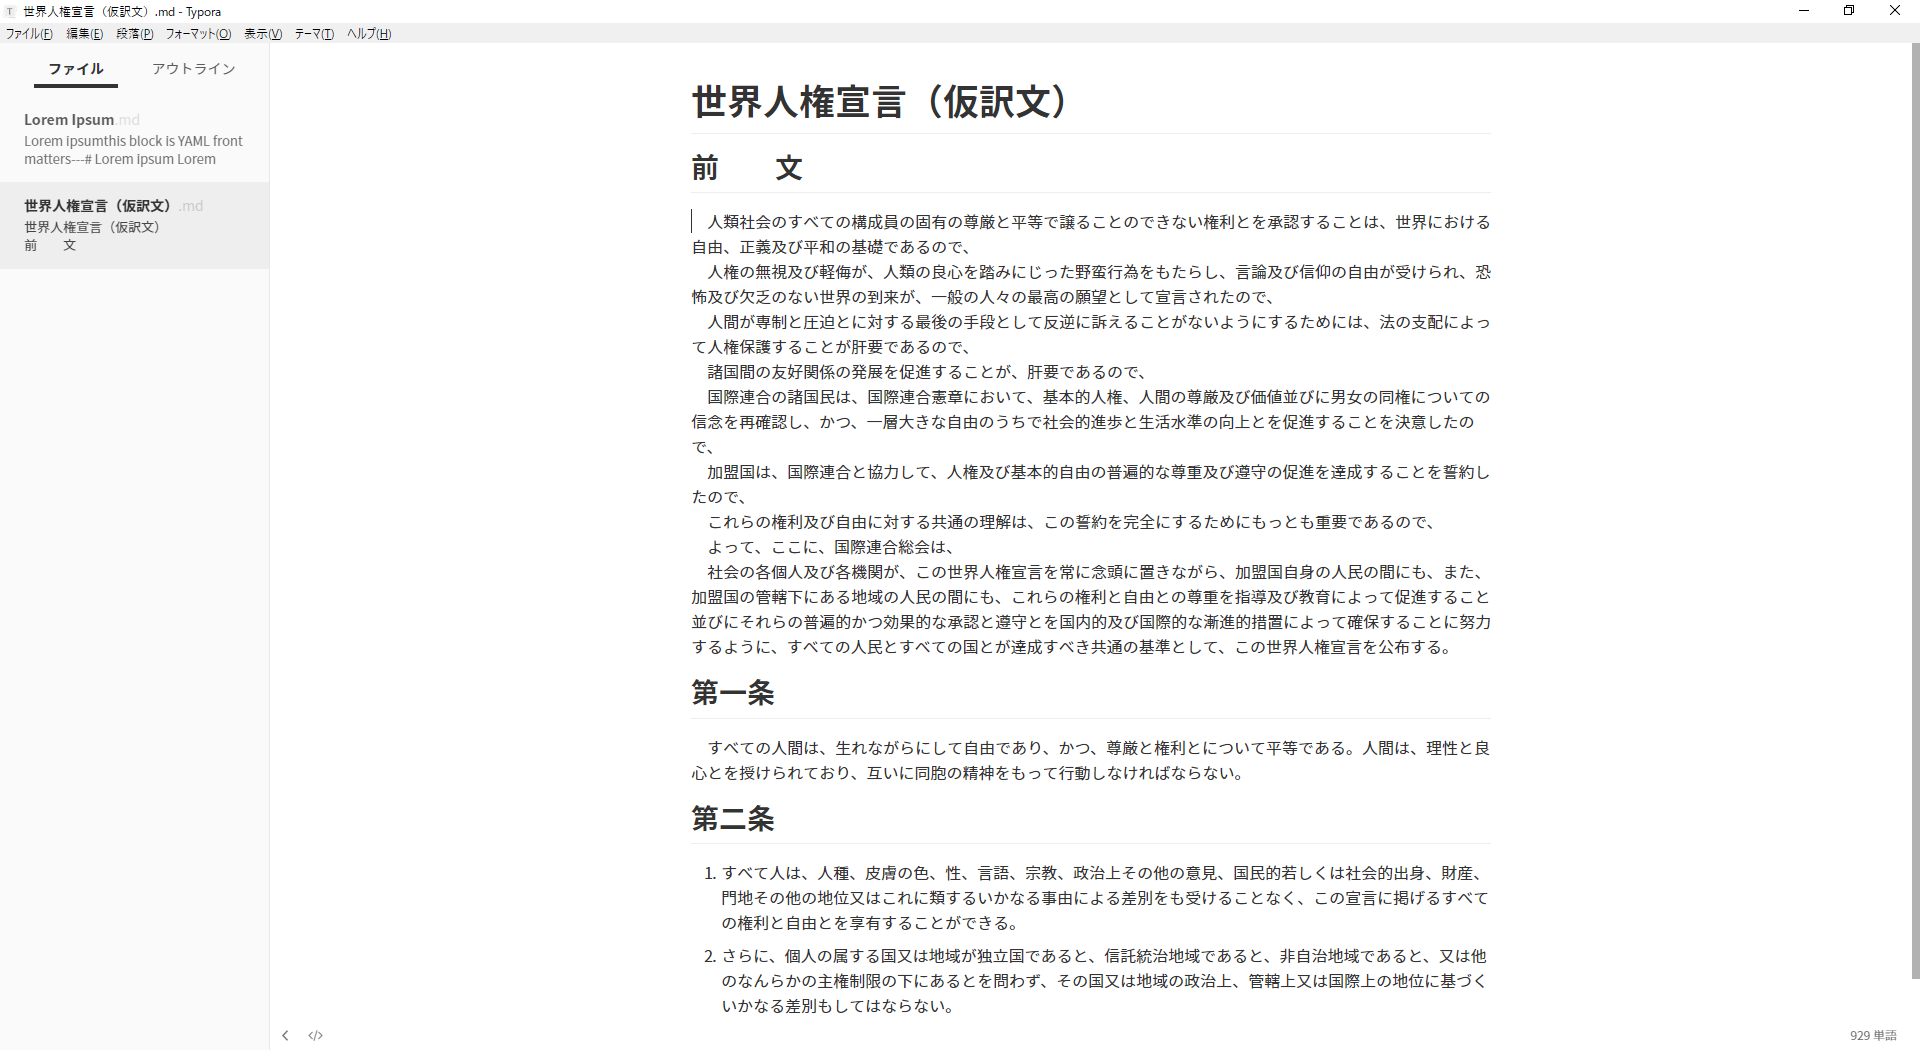 世界人権宣言（仮訳文）.md - Typora
ファイル(F) 編集(E) 段落(P) フォーマット(O) 表示(V) テーマ(T) ヘルプ(H)
ファイル アウトライン
Lorem Ipsum.md
Lorem ipsumthis block is YAML front
matters---# Lorem ipsum Lorem
世界人権宣言（仮訳文）.md
世界人権宣言（仮訳文）
前　　文
世界人権宣言（仮訳文）
前　　文
　人類社会のすべての構成員の固有の尊厳と平等で譲ることのできない権利とを承認することは、世界における
自由、正義及び平和の基礎であるので、
　人権の無視及び軽侮が、人類の良心を踏みにじった野蛮行為をもたらし、言論及び信仰の自由が受けられ、恐
怖及び欠乏のない世界の到来が、一般の人々の最高の願望として宣言されたので、
　人間が専制と圧迫とに対する最後の手段として反逆に訴えることがないようにするためには、法の支配によっ
て人権保護することが肝要であるので、
　諸国間の友好関係の発展を促進することが、肝要であるので、
　国際連合の諸国民は、国際連合憲章において、基本的人権、人間の尊厳及び価値並びに男女の同権についての
信念を再確認し、かつ、一層大きな自由のうちで社会的進歩と生活水準の向上とを促進することを決意したの
で、
　加盟国は、国際連合と協力して、人権及び基本的自由の普遍的な尊重及び遵守の促進を達成することを誓約し
たので、
　これらの権利及び自由に対する共通の理解は、この誓約を完全にするためにもっとも重要であるので、
　よって、ここに、国際連合総会は、
　社会の各個人及び各機関が、この世界人権宣言を常に念頭に置きながら、加盟国自身の人民の間にも、また、
加盟国の管轄下にある地域の人民の間にも、これらの権利と自由との尊重を指導及び教育によって促進すること
並びにそれらの普遍的かつ効果的な承認と遵守とを国内的及び国際的な漸進的措置によって確保することに努力
するように、すべての人民とすべての国とが達成すべき共通の基準として、この世界人権宣言を公布する。
第一条
　すべての人間は、生れながらにして自由であり、かつ、尊厳と権利とについて平等である。人間は、理性と良
心とを授けられており、互いに同胞の精神をもって行動しなければならない。
第二条
1. すべて人は、人種、皮膚の色、性、言語、宗教、政治上その他の意見、国民的若しくは社会的出身、財産、
門地その他の地位又はこれに類するいかなる事由による差別をも受けることなく、この宣言に掲げるすべて
の権利と自由とを享有することができる。
2. さらに、個人の属する国又は地域が独立国であると、信託統治地域であると、非自治地域であると、又は他
のなんらかの主権制限の下にあるとを問わず、その国又は地域の政治上、管轄上又は国際上の地位に基づく
いかなる差別もしてはならない。
929 単語